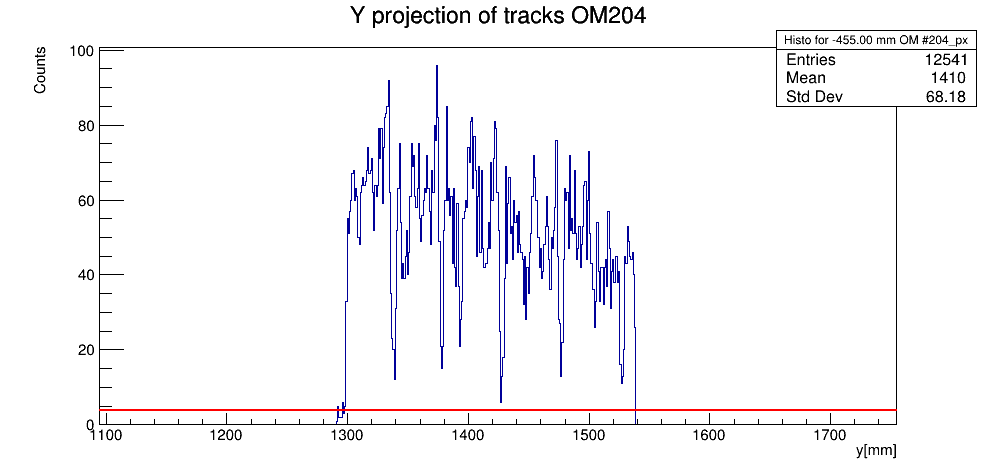 Y projection of tracks OM204
Histo for -455.00 mm OM #204_px
Entries 12541
Mean 1410
Std Dev 68.18
Counts
100
80
60
40
20
0
1100 1200 1300 1400 1500 1600 1700
y[mm]